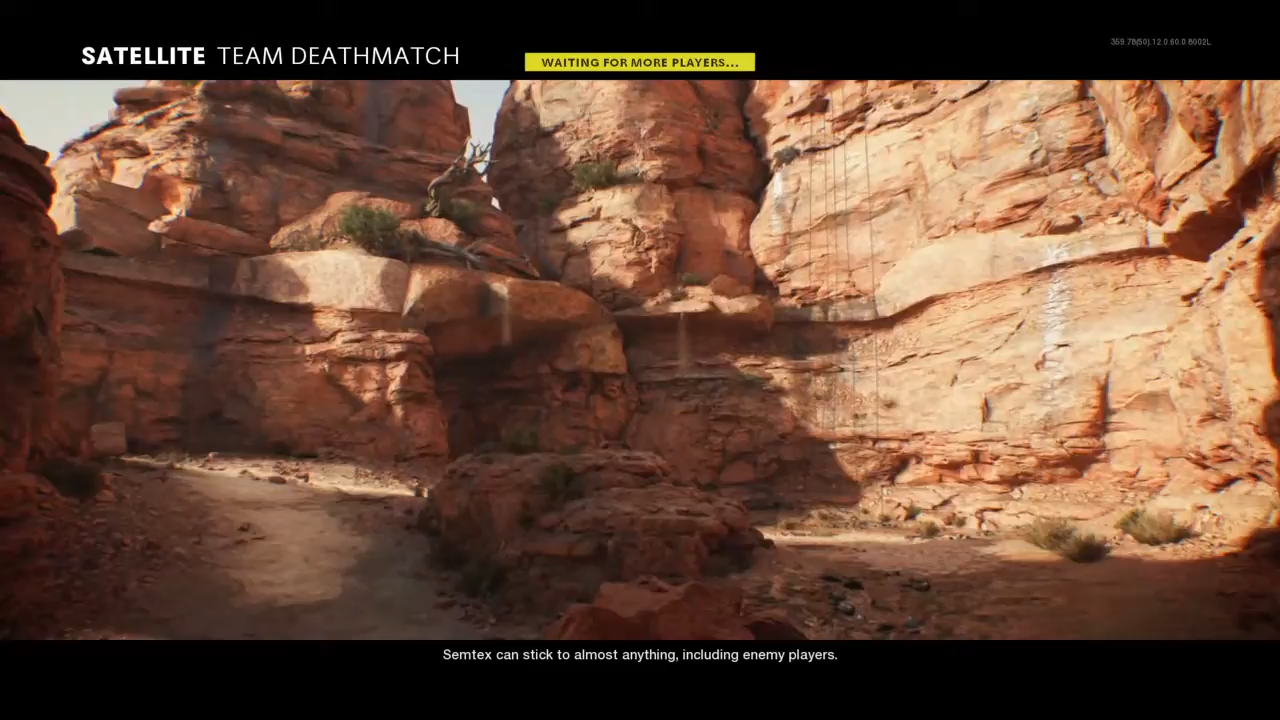 SATELLITE TEAM DEATHMATCH
WAITING FOR MORE PLAYERS...
Semtex can stick to almost anything, including enemy players.